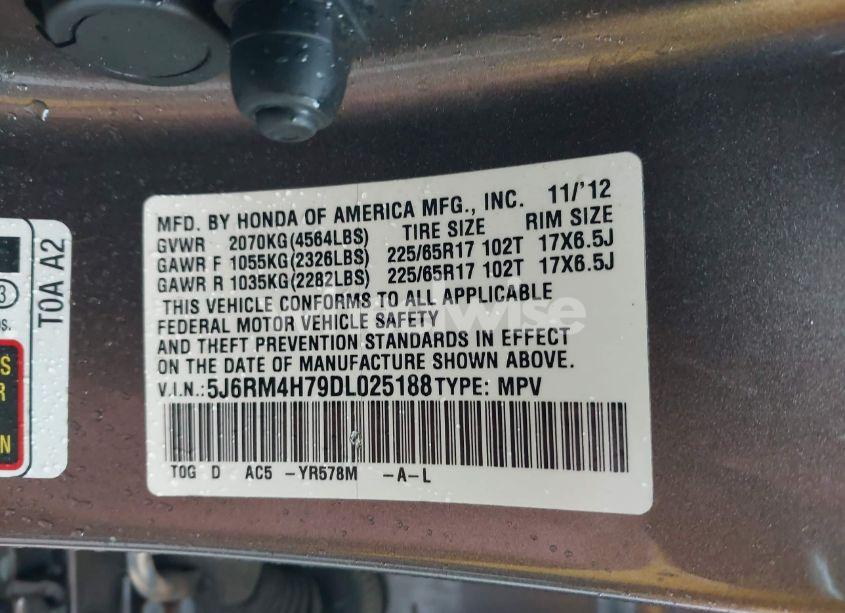 MFD. BY HONDA OF AMERICA MFG., INC. 11/'12
GVWR 2070KG(4564LBS) TIRE SIZE RIM SIZE
GAWR F 1055KG(2326LBS) 225/65R17 102T 17X6.5J
GAWR R 1035KG(2282LBS) 225/65R17 102T 17X6.5J
THIS VEHICLE CONFORMS TO ALL APPLICABLE
FEDERAL MOTOR VEHICLE SAFETY
AND THEFT PREVENTION STANDARDS IN EFFECT
ON THE DATE OF MANUFACTURE SHOWN ABOVE.
V.I.N.:5J6RM4H79DL025188 TYPE: MPV
TOG D AC5 -YR578M -A-L
TOA A2
3